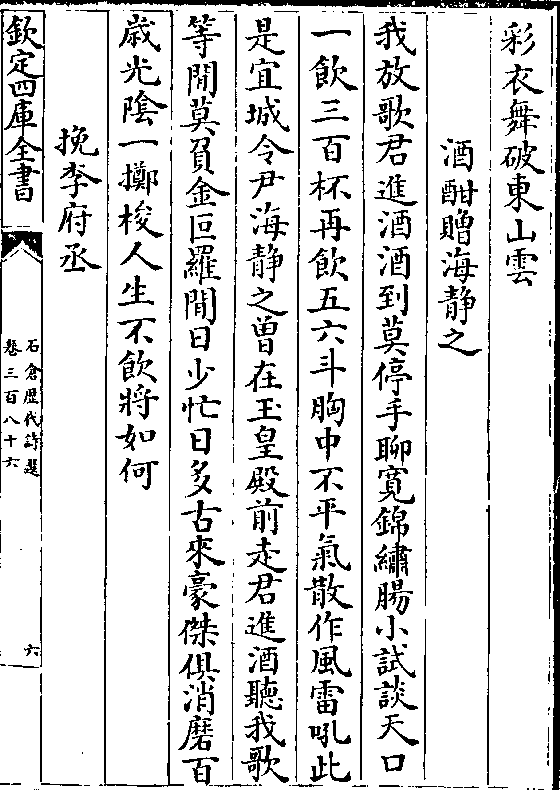 彩衣舞破東山雲
酒酣贈海靜之
我放歌君進酒酒到莫停手聊寛錦繡腸小試談天口
一飲三百杯再飲五六斗胸中不平氣散作風雷吼此
是宜城令尹海靜之曽在玉皇殿前走君進酒聽我歌
等閒莫負金叵羅閒日少忙日多古來豪傑俱消磨百
歲光陰一擲梭人生不飲將如何
挽李府丞
欽定四庫全書
石倉歴代詩選
卷三百八十六
六